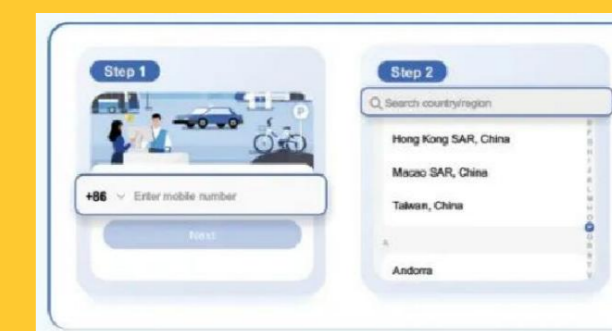 Step 1
P
+86 Enter mobile number
Next
Step 2
Search country/region
Hong Kong SAR, China
Macao SAR, China
Taiwan, China
A
Andorra